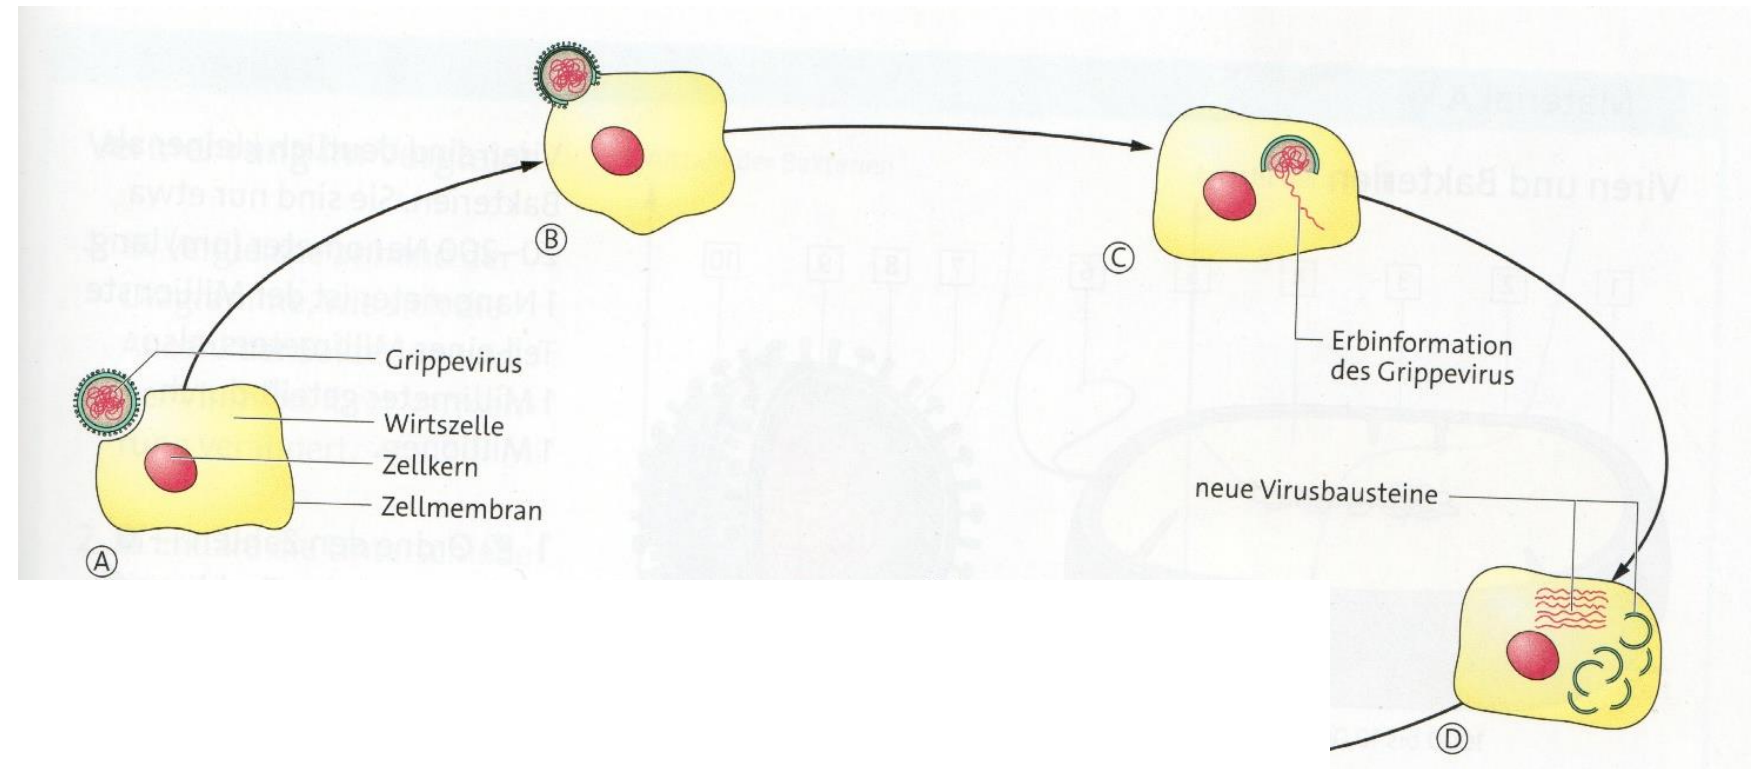 Grippevirus
Wirtszelle
Zellkern
Zellmembran
A
B
C
Erbinformation
des Grippevirus
neue Virusbausteine
D